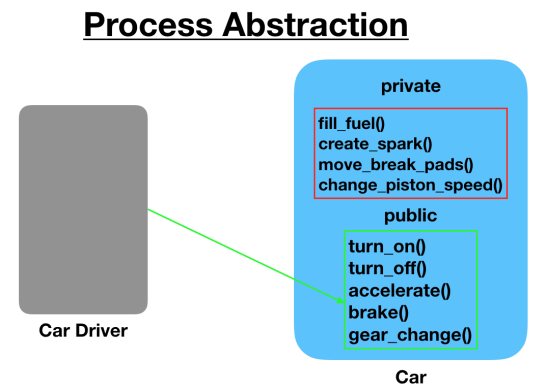 Process Abstraction
private
fill_fuel()
create_spark()
move_break_pads()
change_piston_speed()
public
turn_on()
turn_off()
accelerate()
brake()
gear_change()
Car Driver
Car